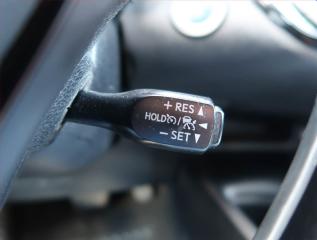 + RES ▲
HOLD / ◀
− SET ▼